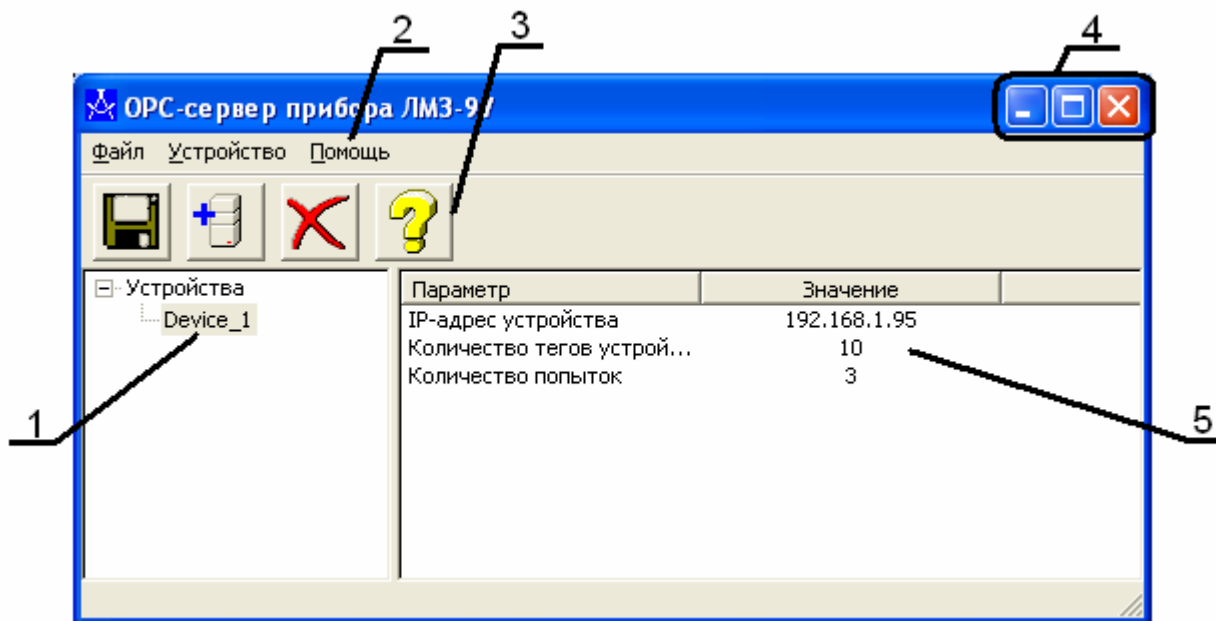 2 3 4
ОРС-сервер прибора ЛМЗ-97
Файл Устройство Помощь
Устройства
Device_1
Параметр Значение
IP-адрес устройства 192.168.1.95
Количество тегов устрой... 10
Количество попыток 3
1
5